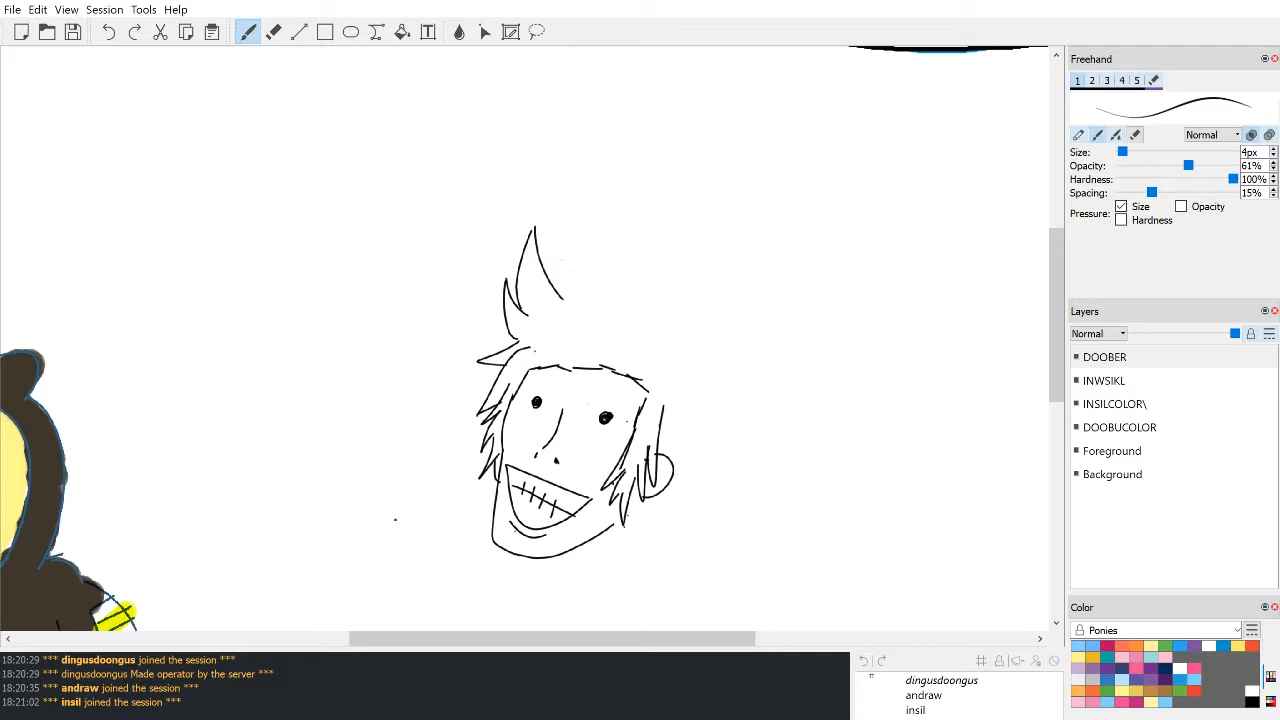 File Edit View Session Tools Help
Freehand
1 2 3 4 5
Normal
Size: 4px
Opacity: 61%
Hardness: 100%
Spacing: 15%
Pressure: Size Opacity
Hardness
Layers
Normal
DOOBER
INWSIKL
INSILCOLOR\
DOOBUCOLOR
Foreground
Background
Color
Ponies
18:20:29 *** dingusdoongus joined the session ***
18:20:29 *** dingusdoongus Made operator by the server ***
18:20:35 *** andraw joined the session ***
18:21:02 *** insil joined the session ***
dingusdoongus
andraw
insil